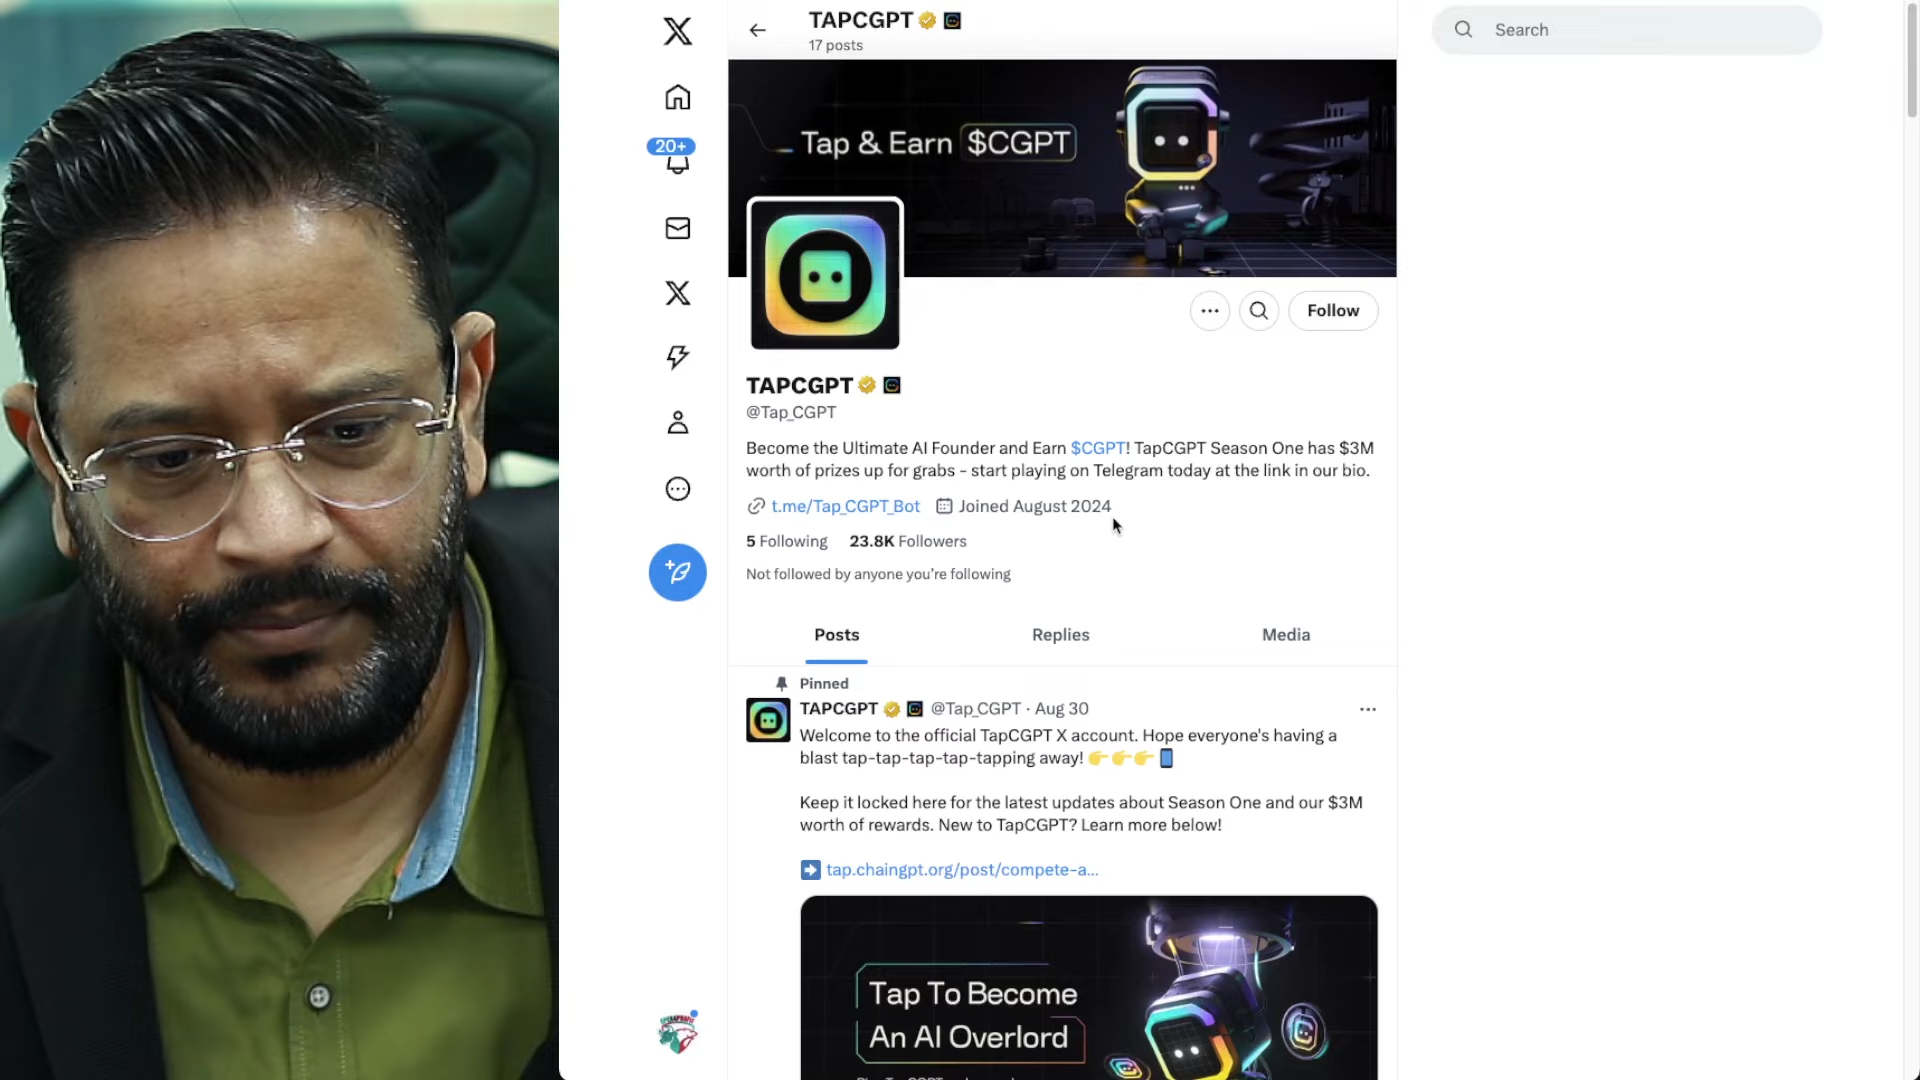 TAPCGPT
17 posts
Search
20+
Tap & Earn $CGPT
Follow
TAPCGPT
@Tap_CGPT
Become the Ultimate AI Founder and Earn $CGPT! TapCGPT Season One has $3M
worth of prizes up for grabs - start playing on Telegram today at the link in our bio.
t.me/Tap_CGPT_Bot Joined August 2024
5 Following 23.8K Followers
Not followed by anyone you're following
Posts Replies Media
Pinned
TAPCGPT @Tap_CGPT · Aug 30
Welcome to the official TapCGPT X account. Hope everyone's having a
blast tap-tap-tap-tap-tapping away! 👉👉👉📱
Keep it locked here for the latest updates about Season One and our $3M
worth of rewards. New to TapCGPT? Learn more below!
➡️ tap.chaingpt.org/post/compete-a...
Tap To Become
An AI Overlord